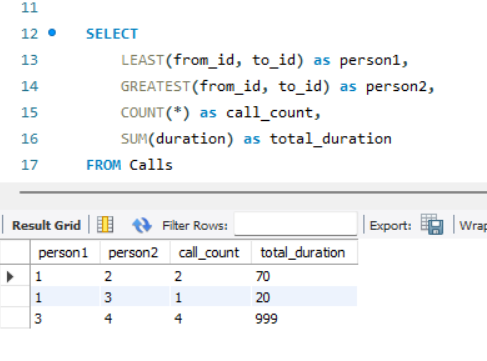 11
12 SELECT
13 LEAST(from_id, to_id) as person1,
14 GREATEST(from_id, to_id) as person2,
15 COUNT(*) as call_count,
16 SUM(duration) as total_duration
17 FROM Calls
Result Grid Filter Rows: Export: Wrap
person1 person2 call_count total_duration
1 2 2 70
1 3 1 20
3 4 4 999